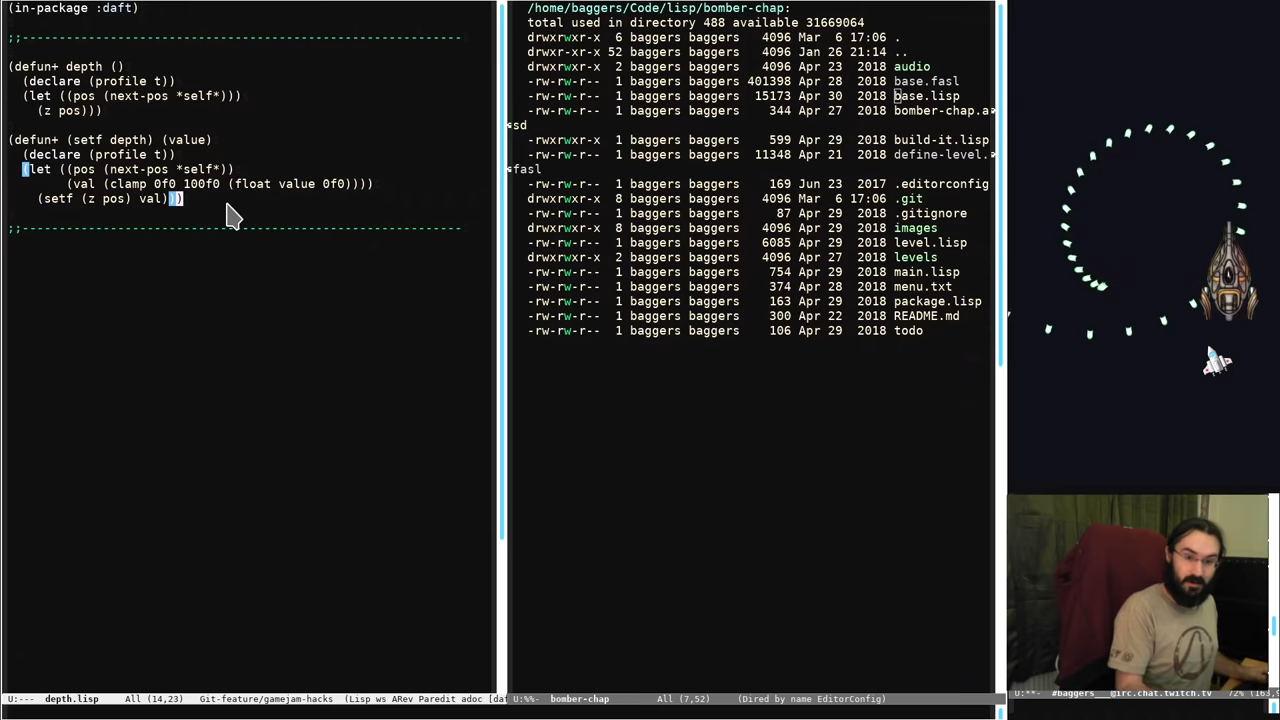 (in-package :daft)
;;-------------------------------------------------------------
(defun+ depth ()
(declare (profile t))
(let ((pos (next-pos *self*)))
(z pos)))
(defun+ (setf depth) (value)
(declare (profile t))
(let ((pos (next-pos *self*))
(val (clamp 0f0 100f0 (float value 0f0))))
(setf (z pos) val)))
;;-------------------------------------------------------------
U:--- depth.lisp All (14,23) Git-feature/gamejam-hacks (Lisp ws ARev Paredit adoc [da
/home/baggers/Code/lisp/bomber-chap:
total used in directory 488 available 31669064
drwxrwxr-x 6 baggers baggers 4096 Mar 6 17:06 .
drwxr-xr-x 52 baggers baggers 4096 Jan 26 21:14 ..
drwxrwxr-x 2 baggers baggers 4096 Apr 23 2018 audio
-rw-rw-r-- 1 baggers baggers 401398 Apr 28 2018 base.fasl
-rw-rw-r-- 1 baggers baggers 15173 Apr 30 2018 base.lisp
-rw-rw-r-- 1 baggers baggers 344 Apr 27 2018 bomber-chap.a
sd
-rwxrwxr-x 1 baggers baggers 599 Apr 29 2018 build-it.lisp
-rw-rw-r-- 1 baggers baggers 11348 Apr 21 2018 define-level.
fasl
-rw-rw-r-- 1 baggers baggers 169 Jun 23 2017 .editorconfig
drwxrwxr-x 8 baggers baggers 4096 Mar 6 17:06 .git
-rw-rw-r-- 1 baggers baggers 87 Apr 29 2018 .gitignore
drwxrwxr-x 8 baggers baggers 4096 Apr 29 2018 images
-rw-rw-r-- 1 baggers baggers 6085 Apr 29 2018 level.lisp
drwxrwxr-x 2 baggers baggers 4096 Apr 27 2018 levels
-rw-rw-r-- 1 baggers baggers 754 Apr 29 2018 main.lisp
-rw-rw-r-- 1 baggers baggers 374 Apr 28 2018 menu.txt
-rw-rw-r-- 1 baggers baggers 163 Apr 29 2018 package.lisp
-rw-rw-r-- 1 baggers baggers 300 Apr 22 2018 README.md
-rw-rw-r-- 1 baggers baggers 106 Apr 29 2018 todo
U:%%- bomber-chap All (7,52) (Dired by name EditorConfig)
U:**- #baggers__@irc.chat.twitch.tv 72% (163,9